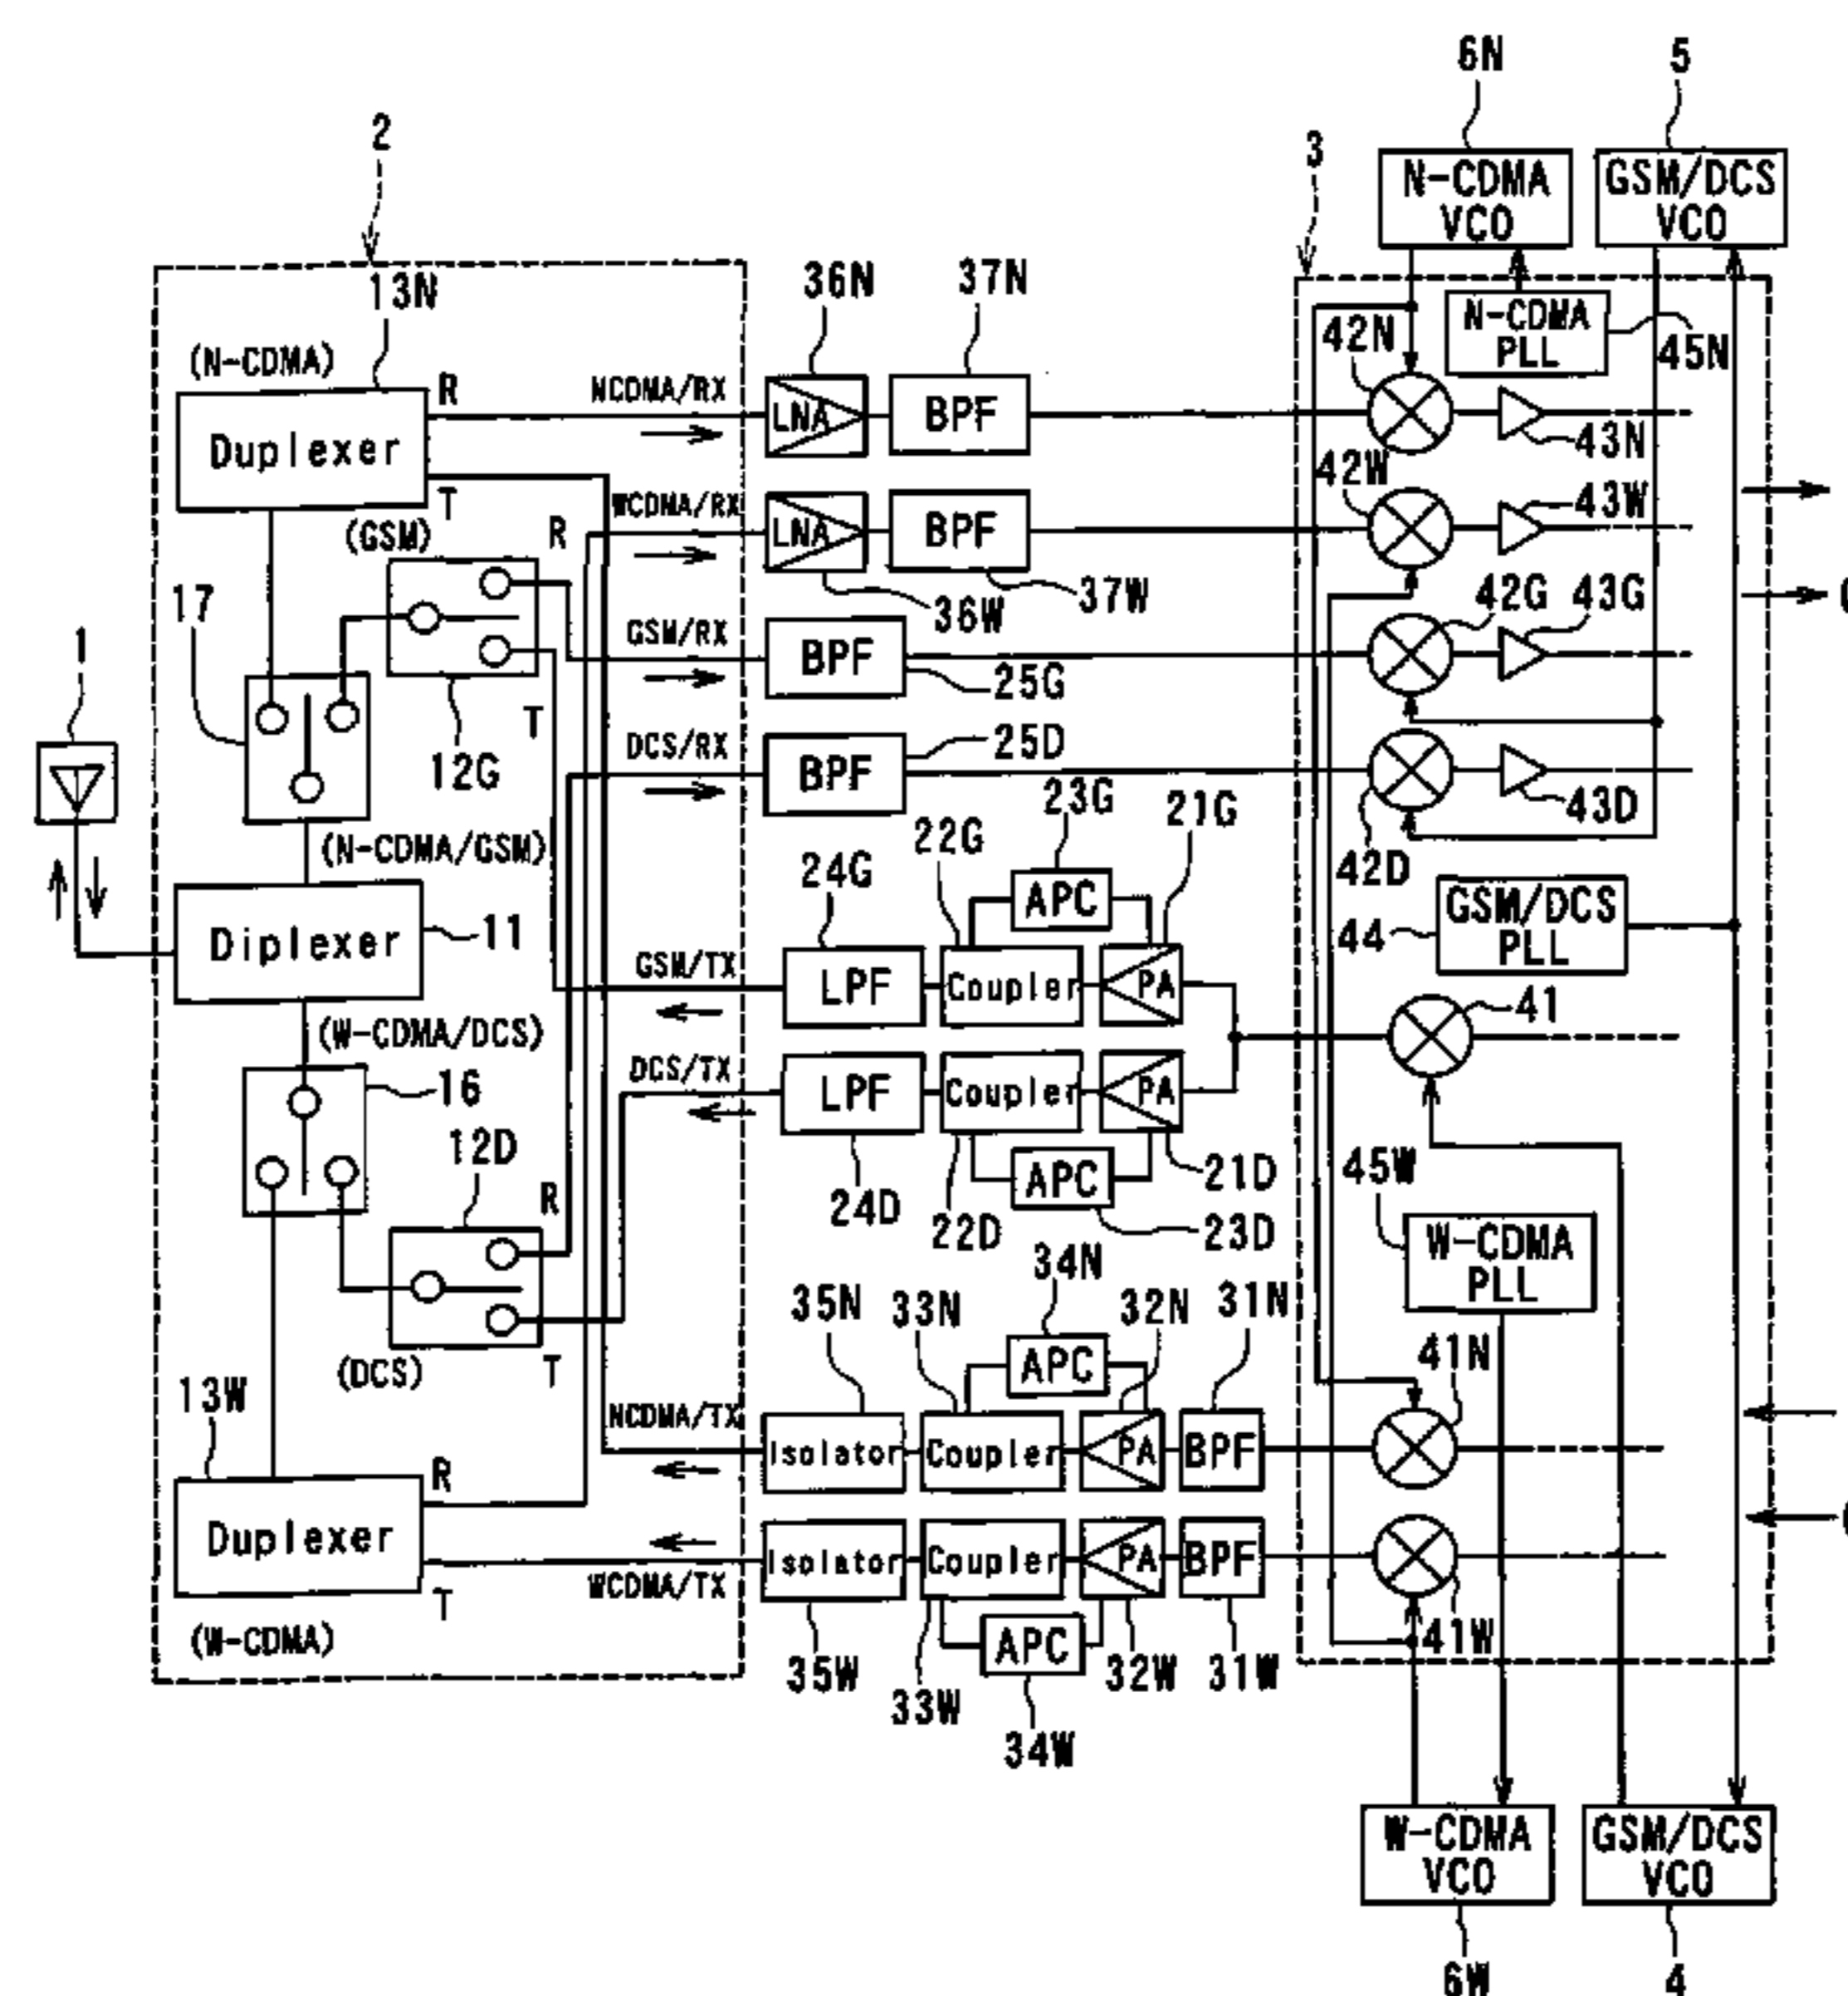 6N
5
2
3
N-CDMA
VCO
GSM/DCS
VCO
13N
36N
37N
(N-CDMA)
42N
N-CDMA
PLL
45N
R
NCDMA/RX
Duplexer
LNA
BPF
43N
T
42W
(GSM)
R
WCDMA/RX
LNA
BPF
43W
17
36W
37W
42G
43G
1
GSM/RX
BPF
25G
12G
T
DCS/RX
BPF
25D
43D
(N-CDMA/GSM)
23G
21G
22G
24G
42D
APC
GSM/DCS
PLL
44
Diplexer
11
GSM/TX
LPF
Coupler
PA
41
(W-CDMA/DCS)
16
DCS/TX
LPF
Coupler
PA
12D
45W
R
APC
21D
24D
22D
23D
W-CDMA
PLL
34N
35N
33N
32N
31N
(DCS)
T
APC
41N
13W
NCDMA/TX
Isolator
Coupler
PA
BPF
R
Duplexer
Isolator
Coupler
PA
BPF
WCDMA/TX
T
(W-CDMA)
APC
41W
35W
33W
32W
31W
34W
W-CDMA
VCO
GSM/DCS
VCO
6W
4